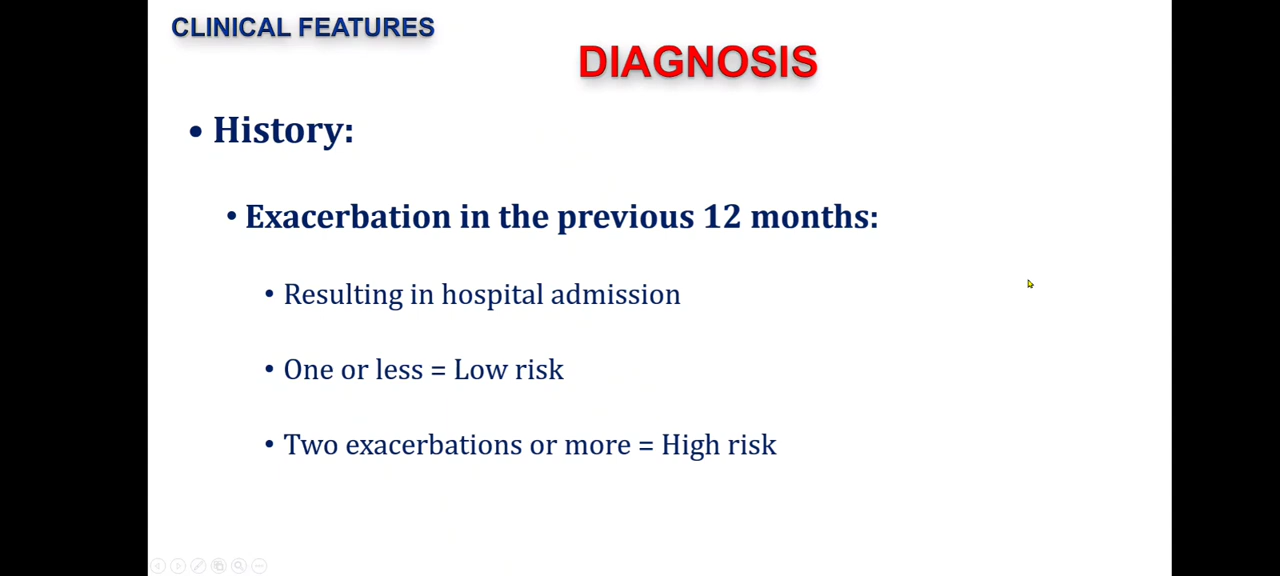 CLINICAL FEATURES
DIAGNOSIS
• History:
• Exacerbation in the previous 12 months:
• Resulting in hospital admission
• One or less = Low risk
• Two exacerbations or more = High risk